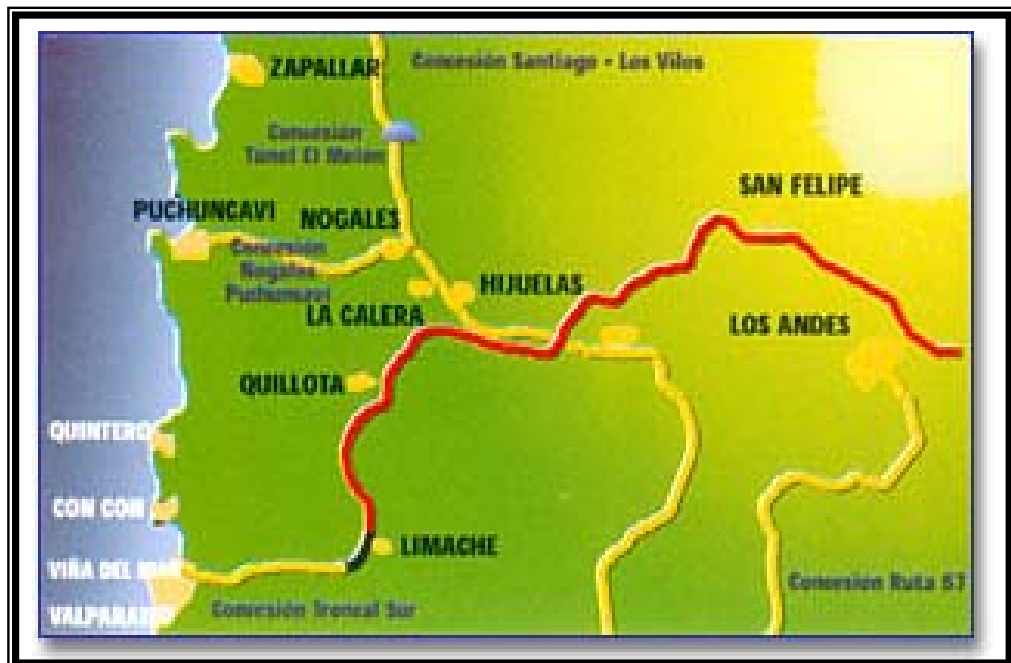 Concesión Santiago - Los Vilos
ZAPALLAR
Concesión
Tunel El Melon
SAN FELIPE
PUCHUNCAVI
NOGALES
Concesión
Nogales
Puchuncavi
HIJUELAS
LA CALERA
LOS ANDES
QUILLOTA
QUINTERO
CON CON
LIMACHE
VIÑA DEL MAR
Concesión Ruta 57
VALPARAISO
Concesión Troncal Sur